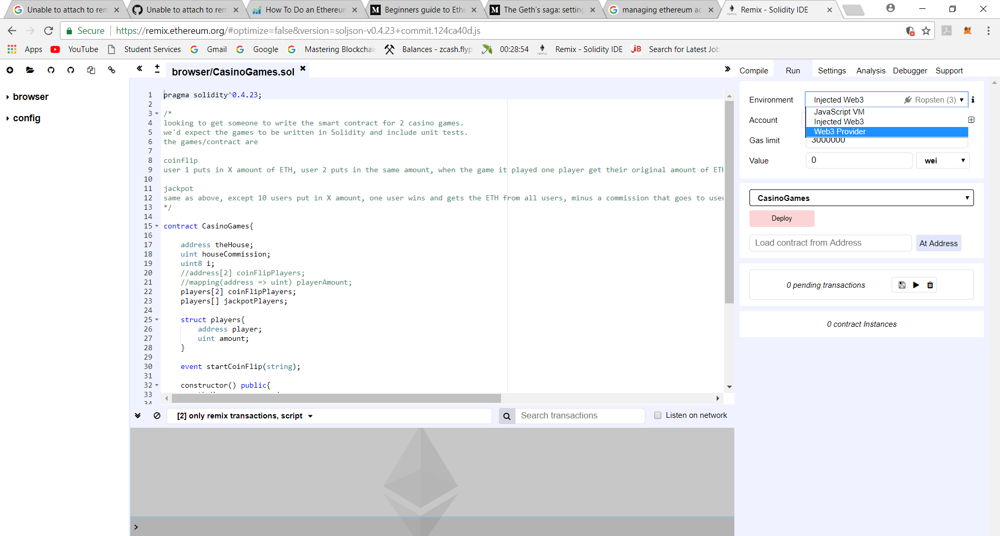 Unable to attach to rem
Unable to attach to rem
How To Do an Ethereum
Beginners guide to Ethe
The Geth's saga: setting
managing ethereum ac
Remix - Solidity IDE
Secure
https://remix.ethereum.org/#optimize=false&version=soljson-v0.4.23+commit.124ca40d.js
Apps
YouTube
Student Services
Gmail
Google
Mastering Blockchain
Balances - zcash.flyp
00:28:54
Remix - Solidity IDE
Search for Latest Job
browser
config
browser/CasinoGames.sol
1 pragma solidity^0.4.23;
2
3 /*
4 looking to get someone to write the smart contract for 2 casino games.
5 we'd expect the games to be written in Solidity and include unit tests.
6 the games/contract are
7
8 coinflip
9 user 1 puts in X amount of ETH, user 2 puts in the same amount, when the game it played one player get their original amount of ETH
10
11 jackpot
12 same as above, except 10 users put in X amount, one user wins and gets the ETH from all users, minus a commission that goes to user
13 */
14
15 contract CasinoGames{
16
17 address theHouse;
18 uint houseCommission;
19 uint8 i;
20 //address[2] coinFlipPlayers;
21 //mapping(address => uint) playerAmount;
22 players[2] coinFlipPlayers;
23 players[] jackpotPlayers;
24
25 struct players{
26 address player;
27 uint amount;
28 }
29
30 event startCoinFlip(string);
31
32 constructor() public{
33
34
[2] only remix transactions, script
Search transactions
Listen on network
>
Compile
Run
Settings
Analysis
Debugger
Support
Environment
Injected Web3
Ropsten (3)
JavaScript VM
Injected Web3
Web3 Provider
Account
Gas limit
3000000
Value
0
wei
CasinoGames
Deploy
Load contract from Address
At Address
0 pending transactions
0 contract Instances